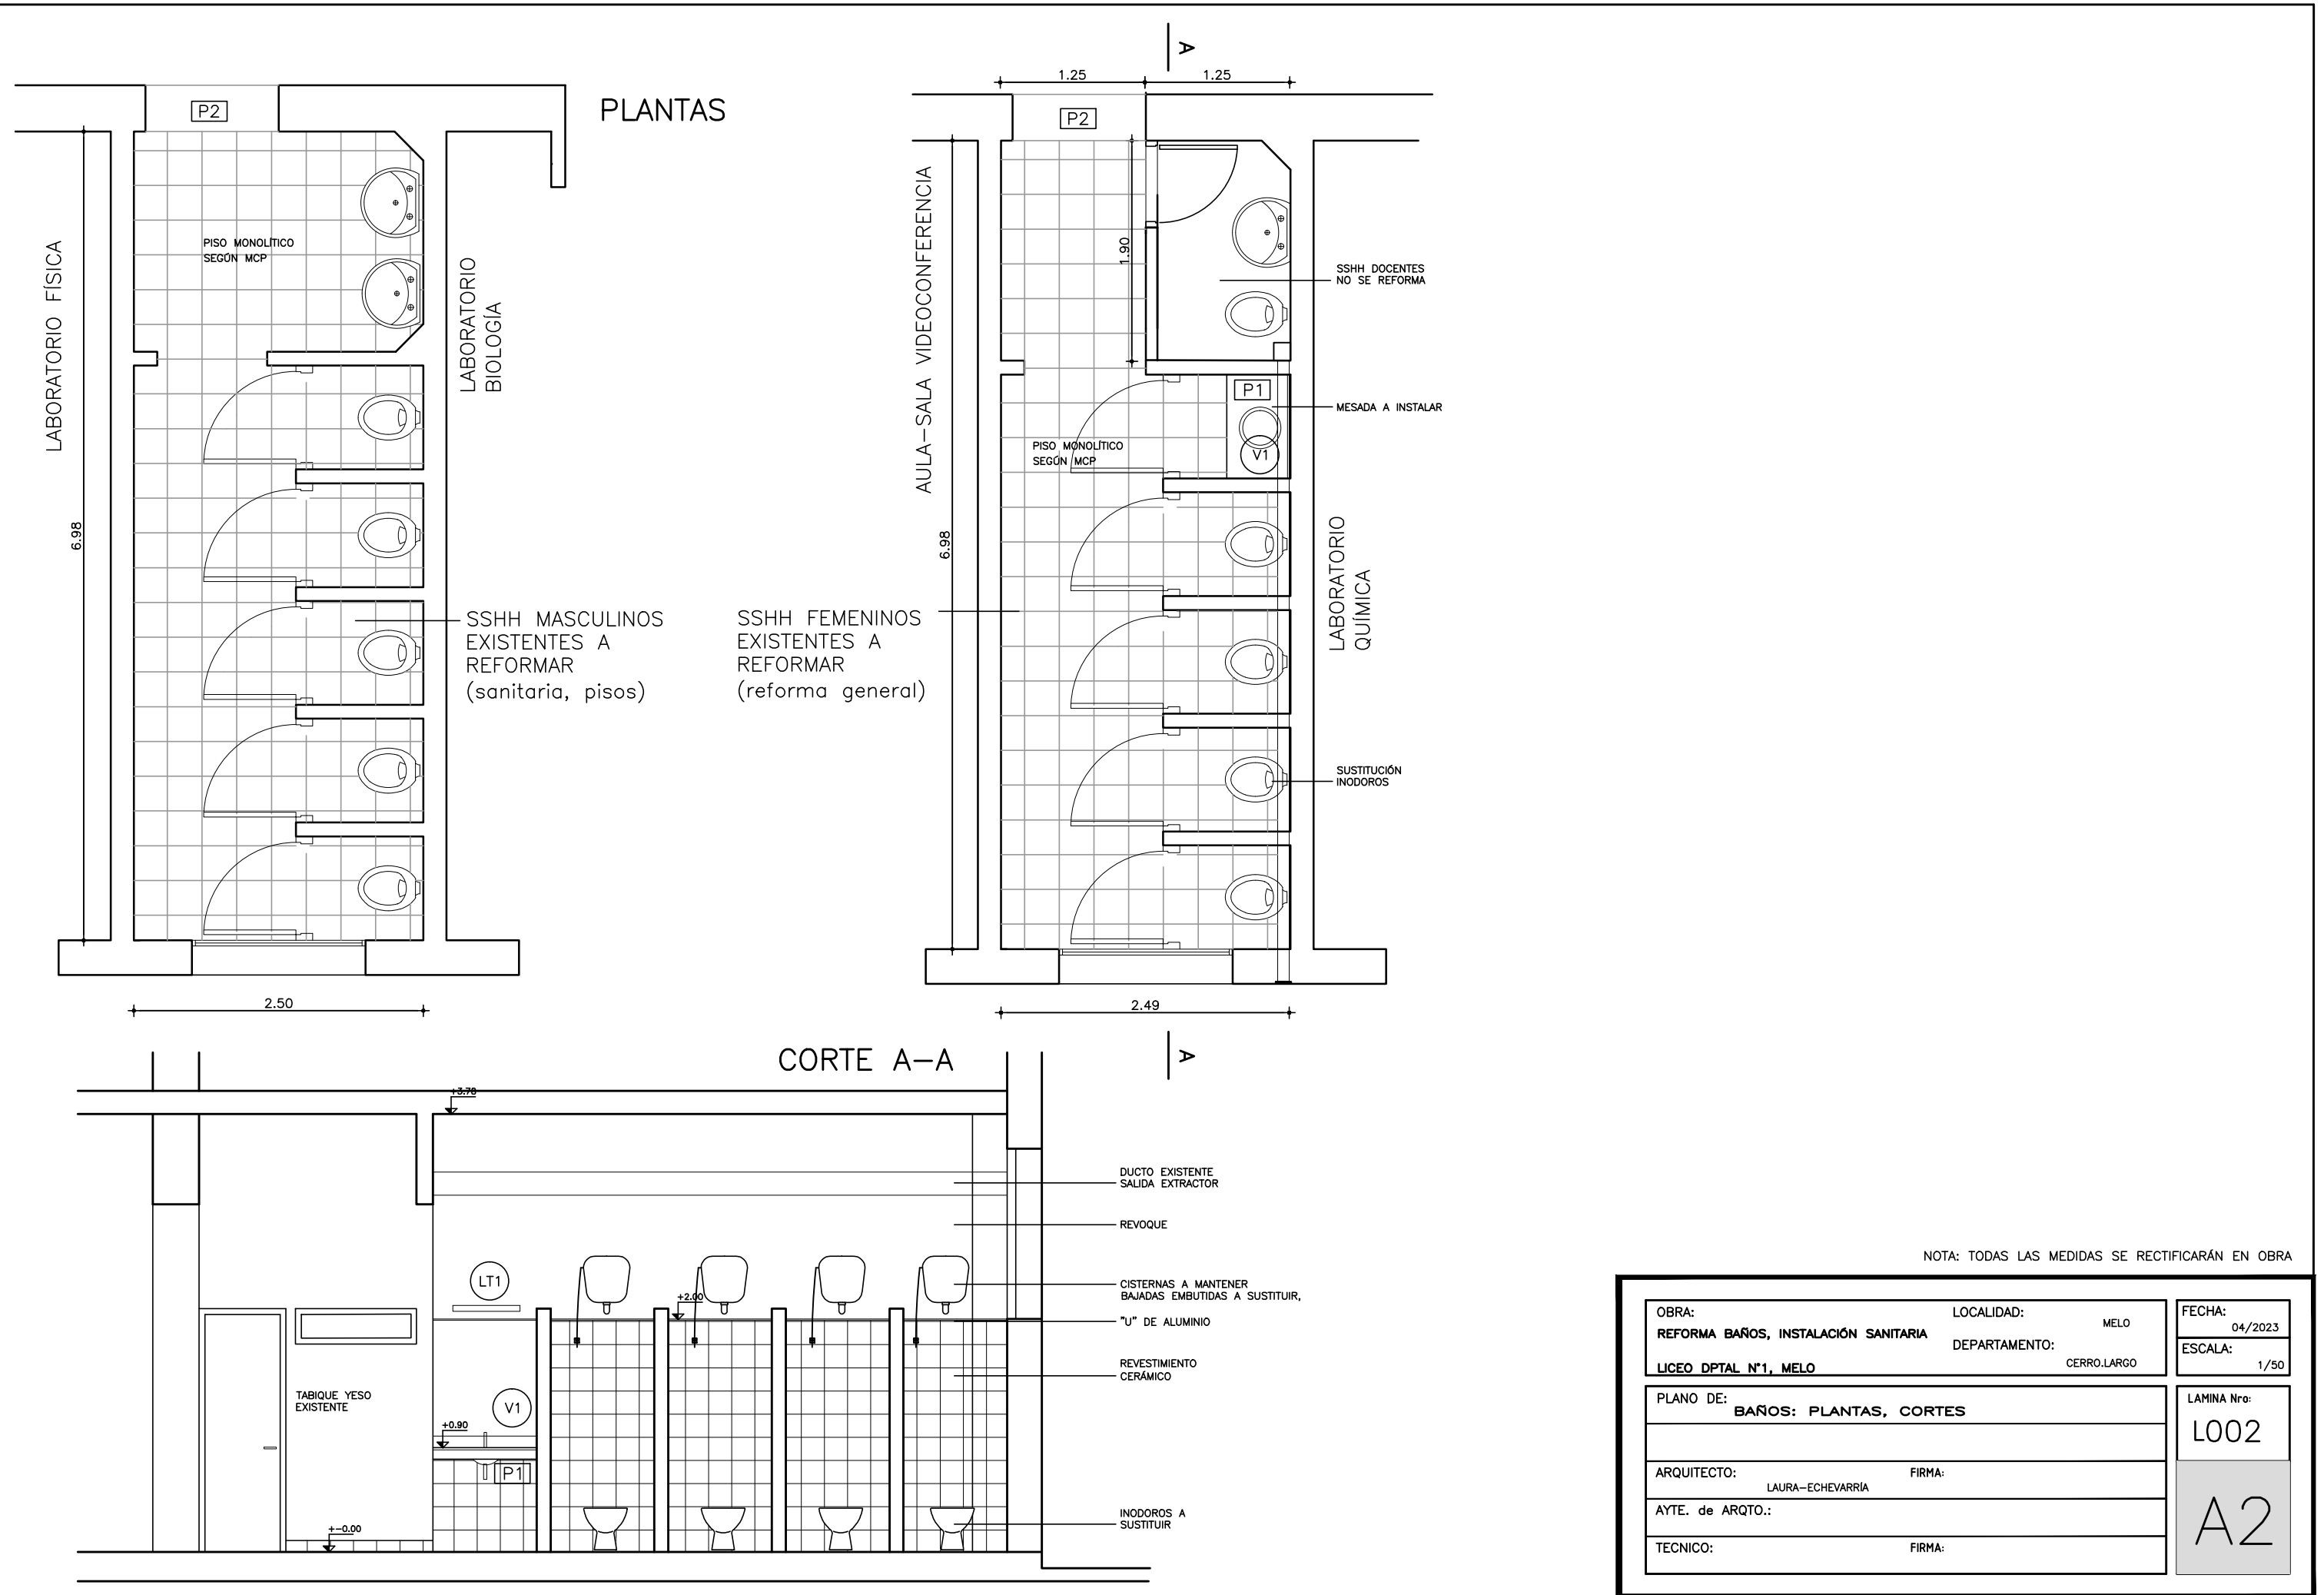 PLANTAS
P2
LABORATORIO FÍSICA
6.98
PISO MONOLÍTICO
SEGÚN MCP
LABORATORIO
BIOLOGÍA
SSHH MASCULINOS
EXISTENTES A
REFORMAR
(sanitaria, pisos)
2.50
A
1.25
1.25
P2
AULA-SALA VIDEOCONFERENCIA
6.98
1.90
SSHH DOCENTES
NO SE REFORMA
P1
MESADA A INSTALAR
V1
PISO MONOLÍTICO
SEGÚN MCP
LABORATORIO
QUÍMICA
SSHH FEMENINOS
EXISTENTES A
REFORMAR
(reforma general)
SUSTITUCIÓN
INODOROS
2.49
A
CORTE A-A
+3.78
DUCTO EXISTENTE
SALIDA EXTRACTOR
REVOQUE
LT1
CISTERNAS A MANTENER
BAJADAS EMBUTIDAS A SUSTITUIR,
+2.00
"U" DE ALUMINIO
REVESTIMIENTO
CERÁMICO
TABIQUE YESO
EXISTENTE
V1
+0.90
P1
INODOROS A
SUSTITUIR
+-0.00
NOTA: TODAS LAS MEDIDAS SE RECTIFICARÁN EN OBRA
OBRA:
REFORMA BAÑOS, INSTALACIÓN SANITARIA
LICEO DPTAL N°1, MELO
LOCALIDAD:
MELO
DEPARTAMENTO:
CERRO.LARGO
FECHA:
04/2023
ESCALA:
1/50
PLANO DE:
BAÑOS: PLANTAS, CORTES
LAMINA Nro:
L002
ARQUITECTO:
FIRMA:
LAURA-ECHEVARRÍA
AYTE. de ARQTO.:
TECNICO:
FIRMA:
A2